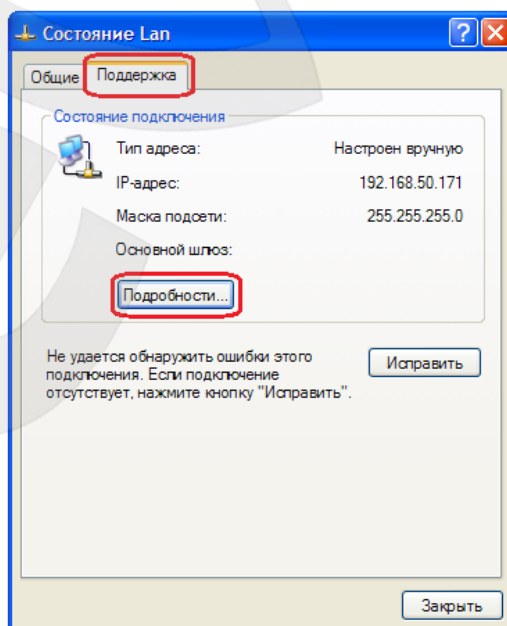 Состояние Lan
Общие Поддержка
Состояние подключения
Тип адреса: Настроен вручную
IP-адрес: 192.168.50.171
Маска подсети: 255.255.255.0
Основной шлюз:
Подробности...
Не удается обнаружить ошибки этого
подключения. Если подключение
отсутствует, нажмите кнопку "Исправить".
Исправить
Закрыть